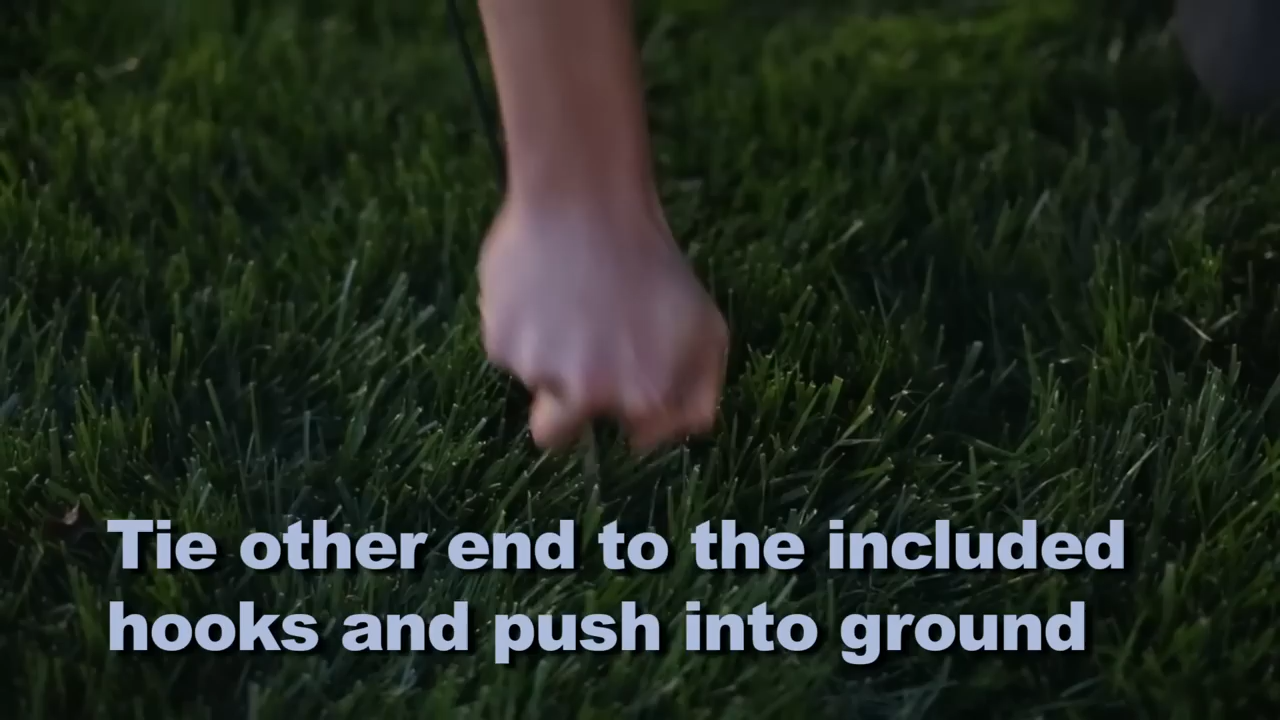 Tie other end to the included
hooks and push into ground